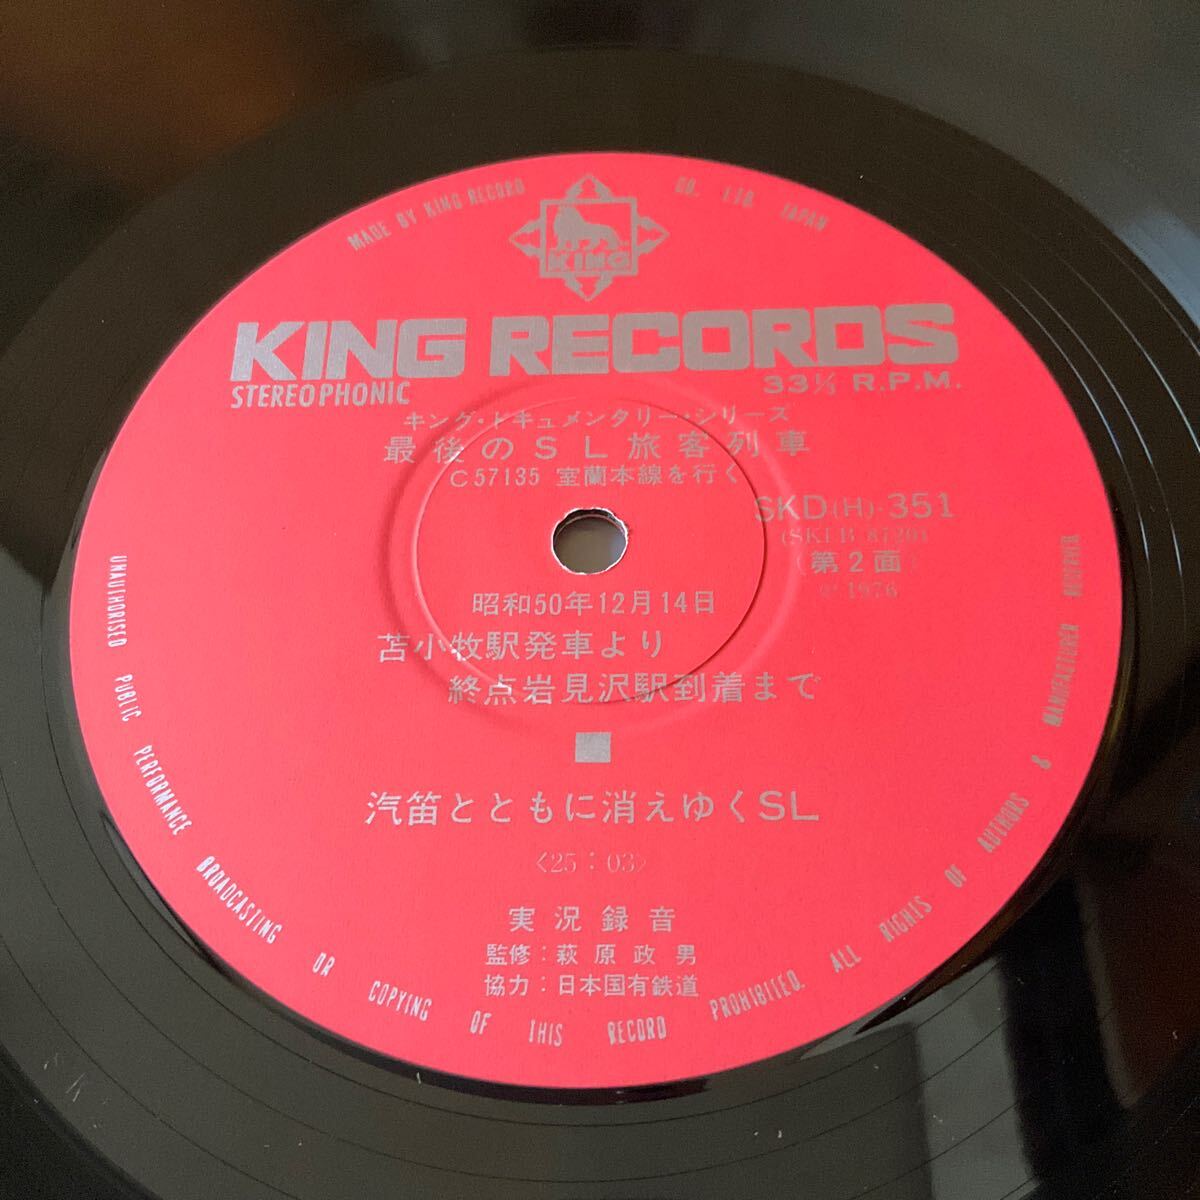 MADE BY KING RECORD CO. LTD. JAPAN
KING
KING RECORDS
STEREOPHONIC
33⅓ R.P.M.
キング・ドキュメンタリー・シリーズ
最後のSL旅客列車
C57135 室蘭本線を行く
SKD(H)-351
(第2面)
℗ 1976
昭和50年12月14日
苫小牧駅発車より
終点岩見沢駅到着まで
■
汽笛とともに消えゆくSL
<25:03>
実況録音
監修:萩原政男
協力:日本国有鉄道
UNAUTHORISED PUBLIC PERFORMANCE BROADCASTING OR COPYING OF THIS RECORD PROHIBITED. ALL RIGHTS OF AUTHORS & MANUFACTURER RESERVED.